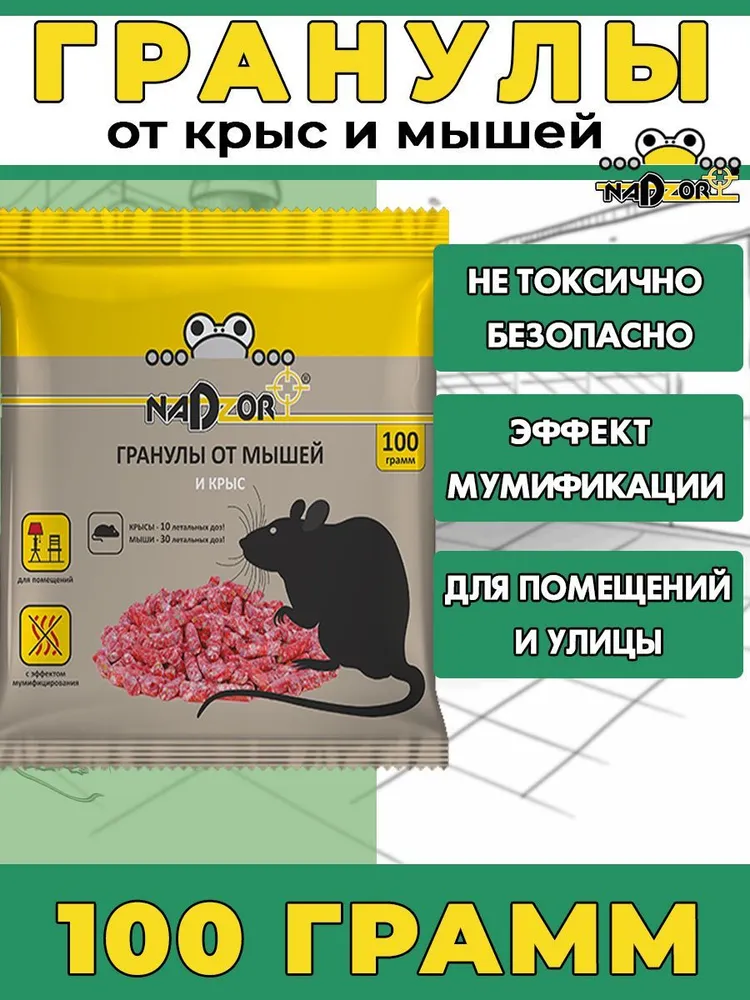 ГРАНУЛЫ
от крыс и мышей
NADZOR
НЕ ТОКСИЧНО
БЕЗОПАСНО
ЭФФЕКТ
МУМИФИКАЦИИ
ДЛЯ ПОМЕЩЕНИЙ
И УЛИЦЫ
NADZOR®
ГРАНУЛЫ ОТ МЫШЕЙ
И КРЫС
100
грамм
КРЫСЫ - 10 летальных доз!
МЫШИ - 30 летальных доз!
для помещений
с эффектом
мумифицирования
100 ГРАММ